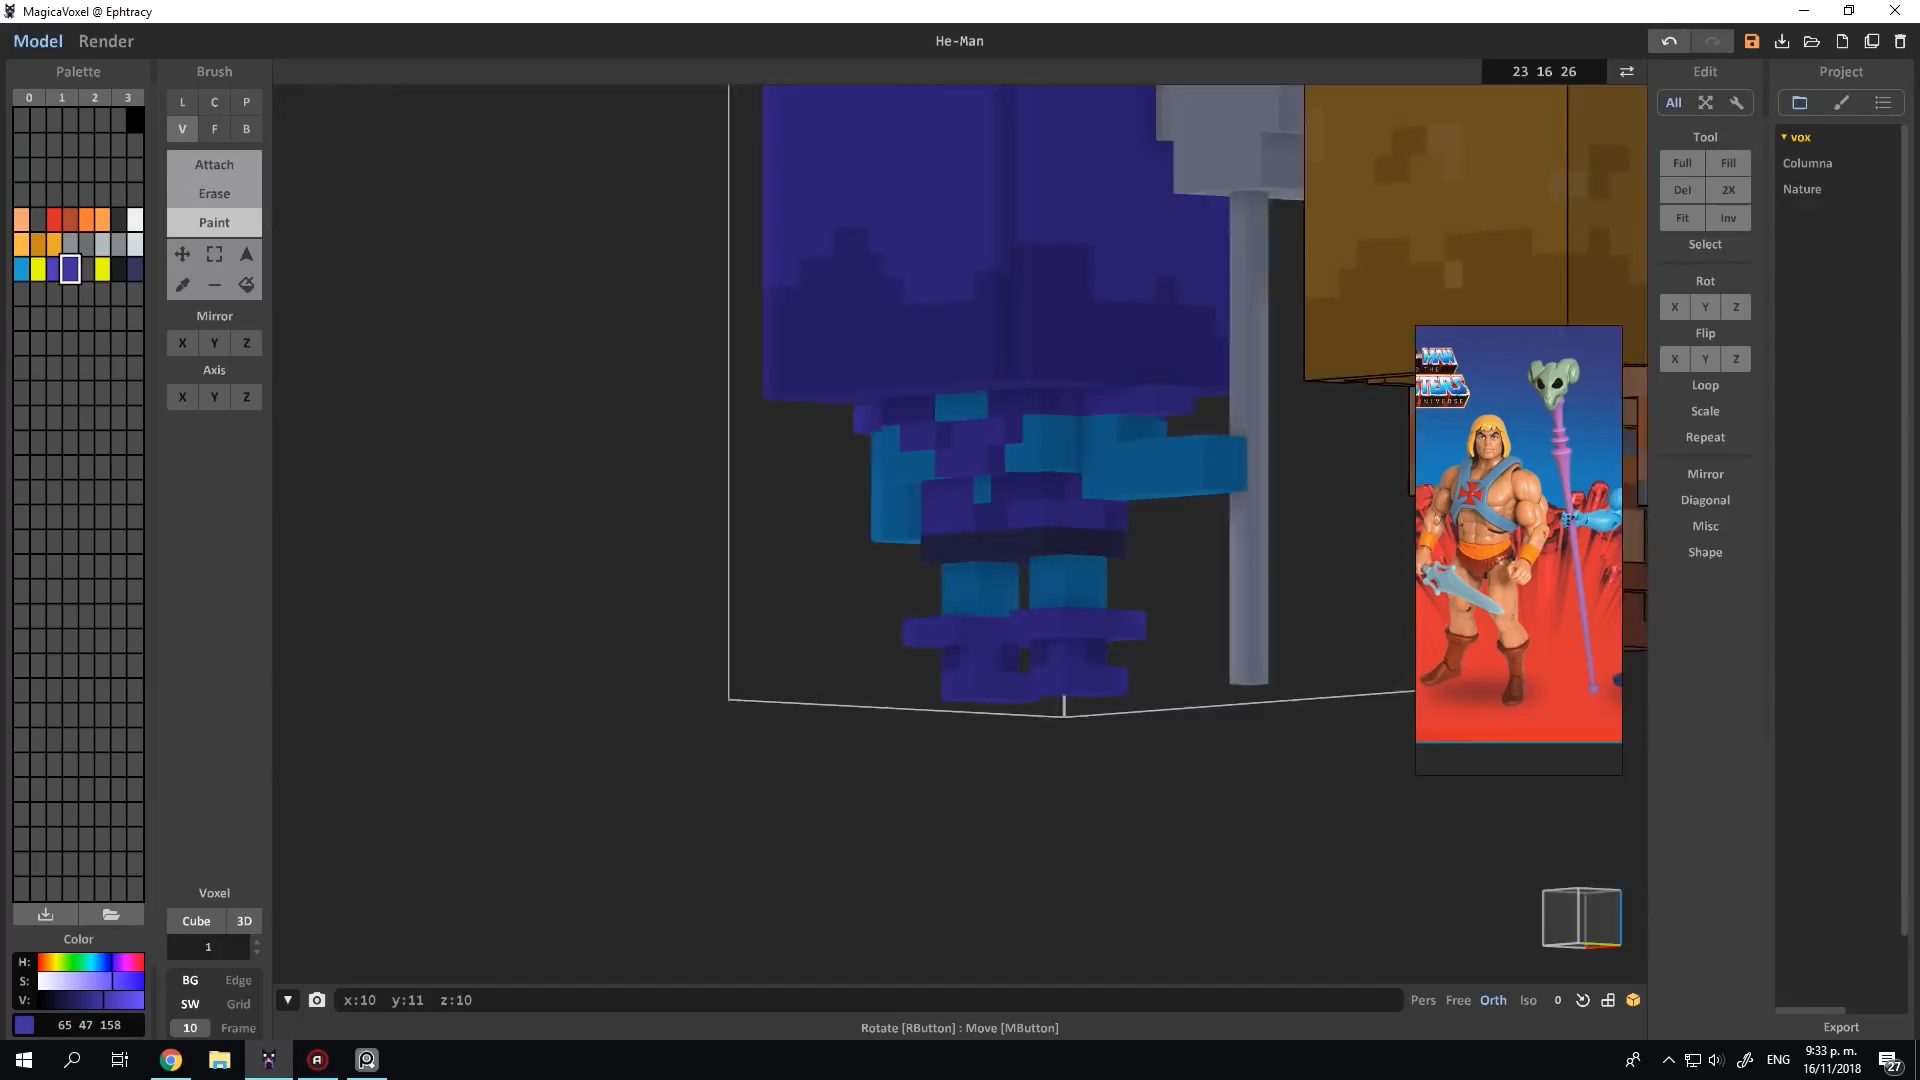 MagicaVoxel @ Ephtracy
Model Render
He-Man
Palette
0 1 2 3
Color
H:
S:
V:
65 47 158
Brush
L C P
V F B
Attach
Erase
Paint
Mirror
X Y Z
Axis
X Y Z
Voxel
Cube 3D
1
BG Edge
SW Grid
10 Frame
23 16 26
MAN
THE
TERS
UNIVERSE
x:10 y:11 z:10
Pers Free Orth Iso 0
Rotate [RButton] : Move [MButton]
Edit
All
Tool
Full Fill
Del 2X
Fit Inv
Select
Rot
X Y Z
Flip
X Y Z
Loop
Scale
Repeat
Mirror
Diagonal
Misc
Shape
Project
vox
Columna
Nature
Export
ENG
9:33 p. m.
16/11/2018
27